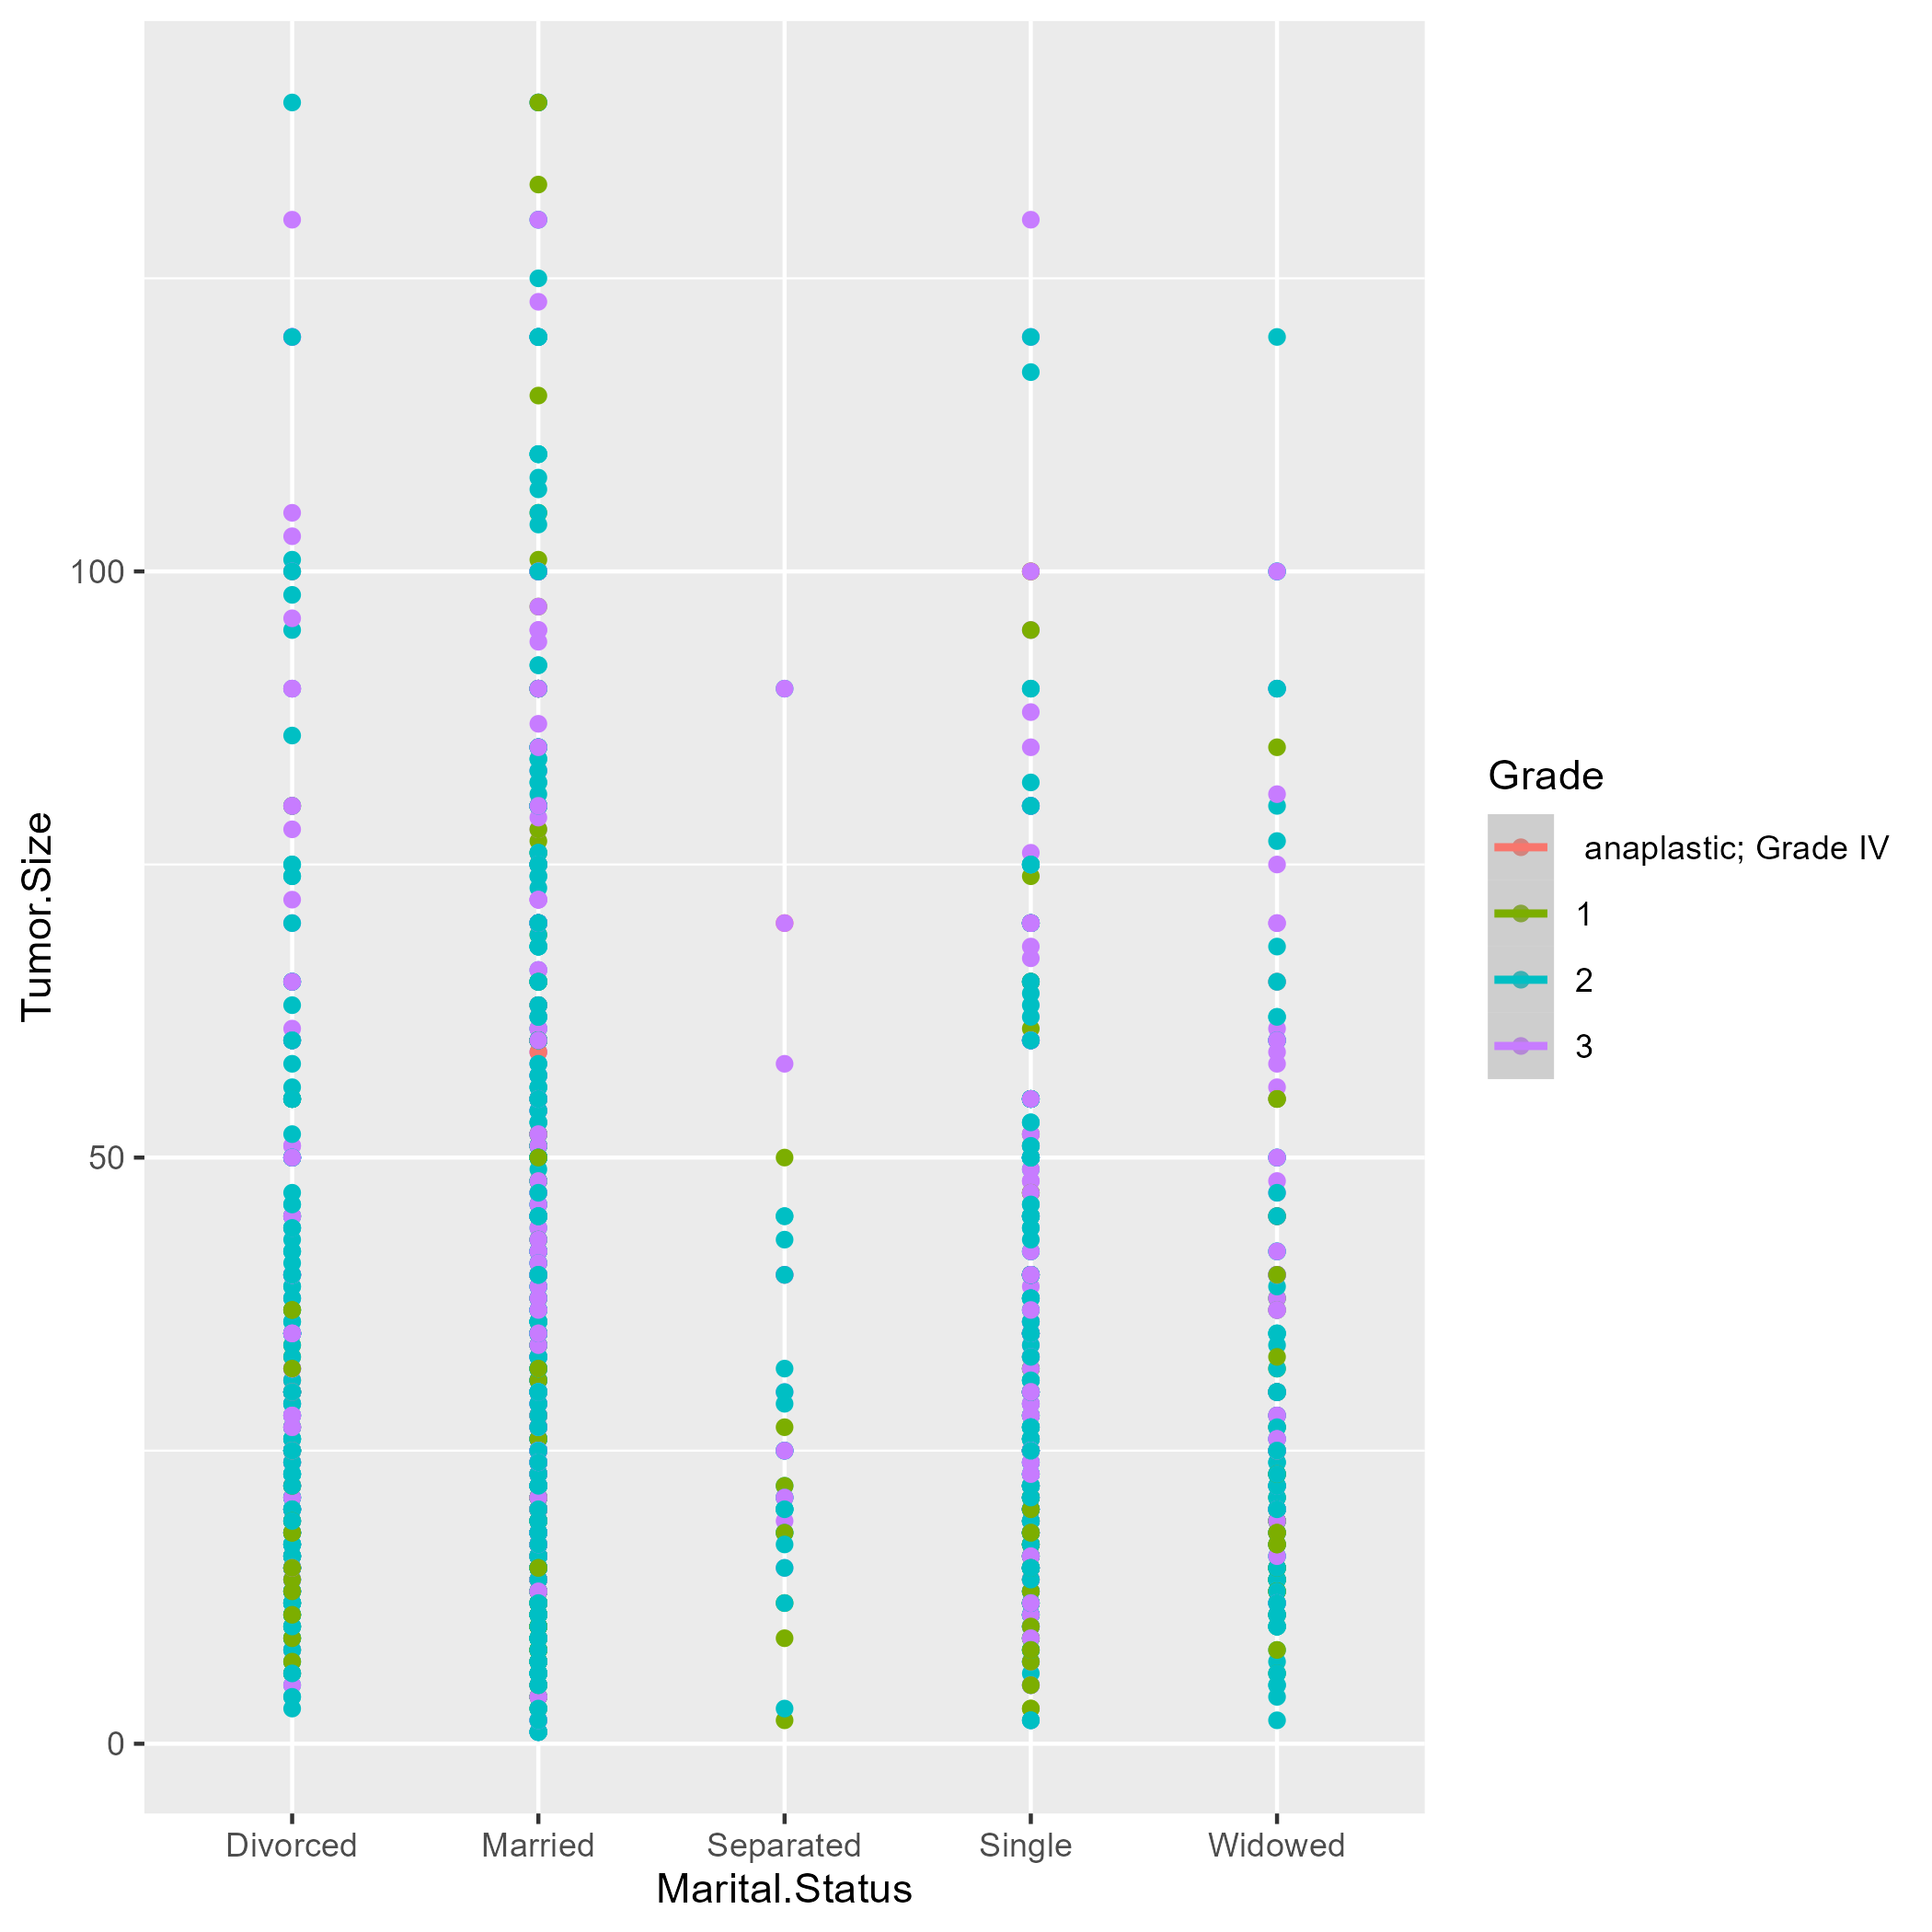 Tumor.Size
100
50
0
Divorced Married Separated Single Widowed
Marital.Status
Grade
anaplastic; Grade IV
1
2
3